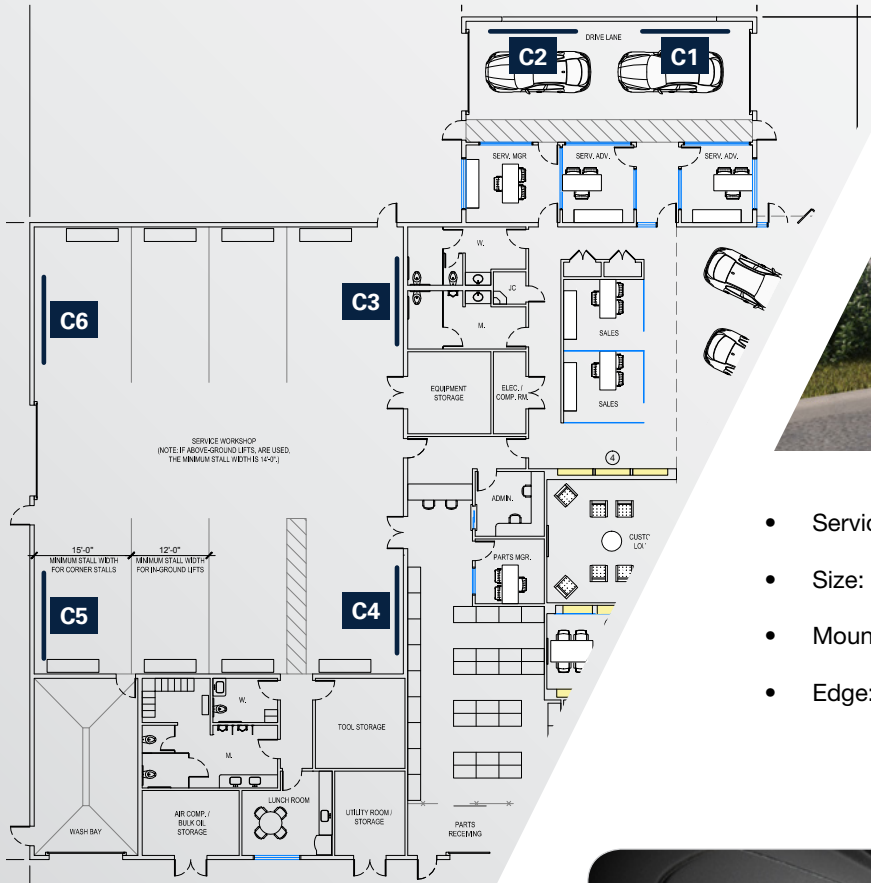 DRIVE LANE
C2
C1
SERV. MGR
SERV. ADV.
SERV. ADV.
W.
JC
C3
C6
M.
SALES
EQUIPMENT
STORAGE
ELEC. /
COMP. RM.
SALES
SERVICE WORKSHOP
(NOTE: IF ABOVE-GROUND LIFTS, ARE USED,
THE MINIMUM STALL WIDTH IS 14'-0".)
4
ADMIN.
15'-0"
MINIMUM STALL WIDTH
FOR CORNER STALLS
12'-0"
MINIMUM STALL WIDTH
FOR IN-GROUND LIFTS
PARTS MGR.
C5
C4
W.
M.
TOOL STORAGE
LUNCH ROOM
AIR COMP. /
BULK OIL
STORAGE
UTILITY ROOM /
STORAGE
WASH BAY
PARTS
RECEIVING
• Servic
• Size:
• Moun
• Edge: